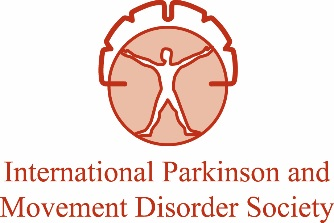 International Parkinson and
Movement Disorder Society